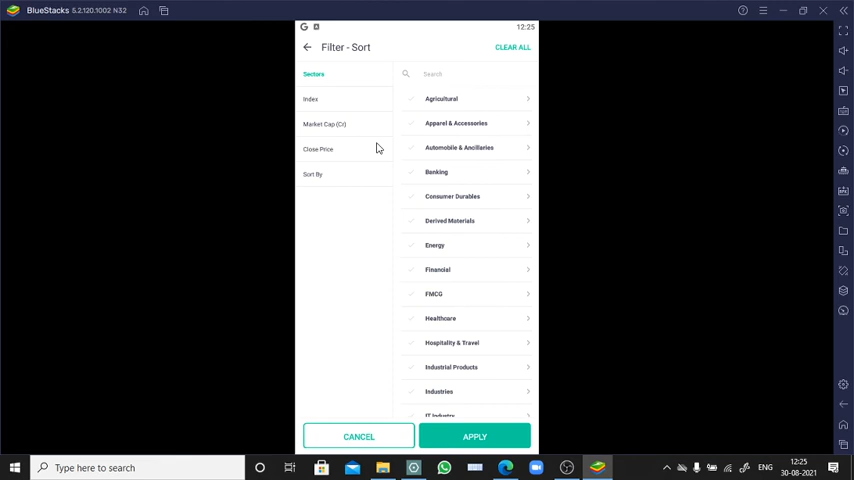 BlueStacks 5.2.120.1002 N32
G 12:25
Filter - Sort CLEAR ALL
Sectors
Index
Market Cap (Cr)
Close Price
Sort By
Search
Agricultural
Apparel & Accessories
Automobile & Ancillaries
Banking
Consumer Durables
Derived Materials
Energy
Financial
FMCG
Healthcare
Hospitality & Travel
Industrial Products
Industries
IT Industry
CANCEL APPLY
Type here to search
ENG
12:25
30-08-2021